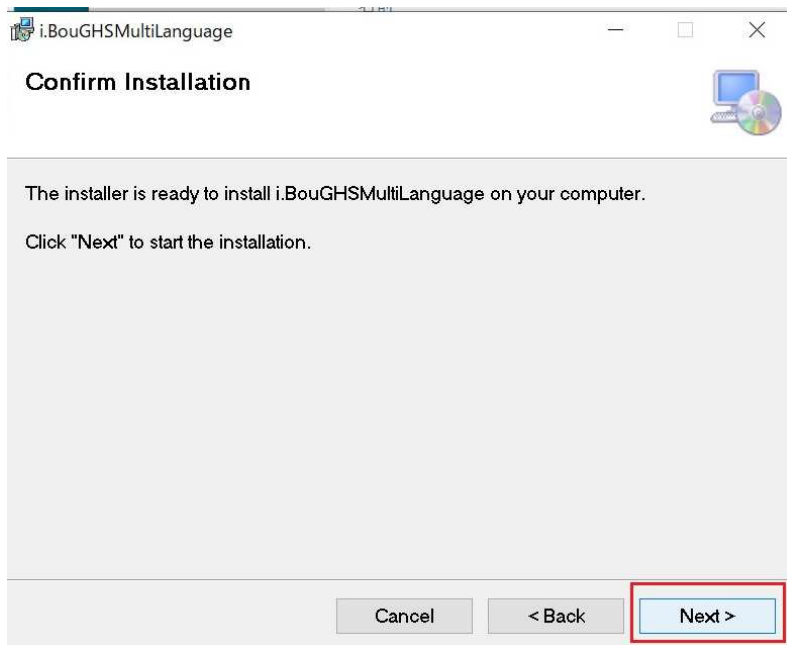 i.BouGHSMultiLanguage
Confirm Installation
The installer is ready to install i.BouGHSMultiLanguage on your computer.
Click "Next" to start the installation.
Cancel
< Back
Next >